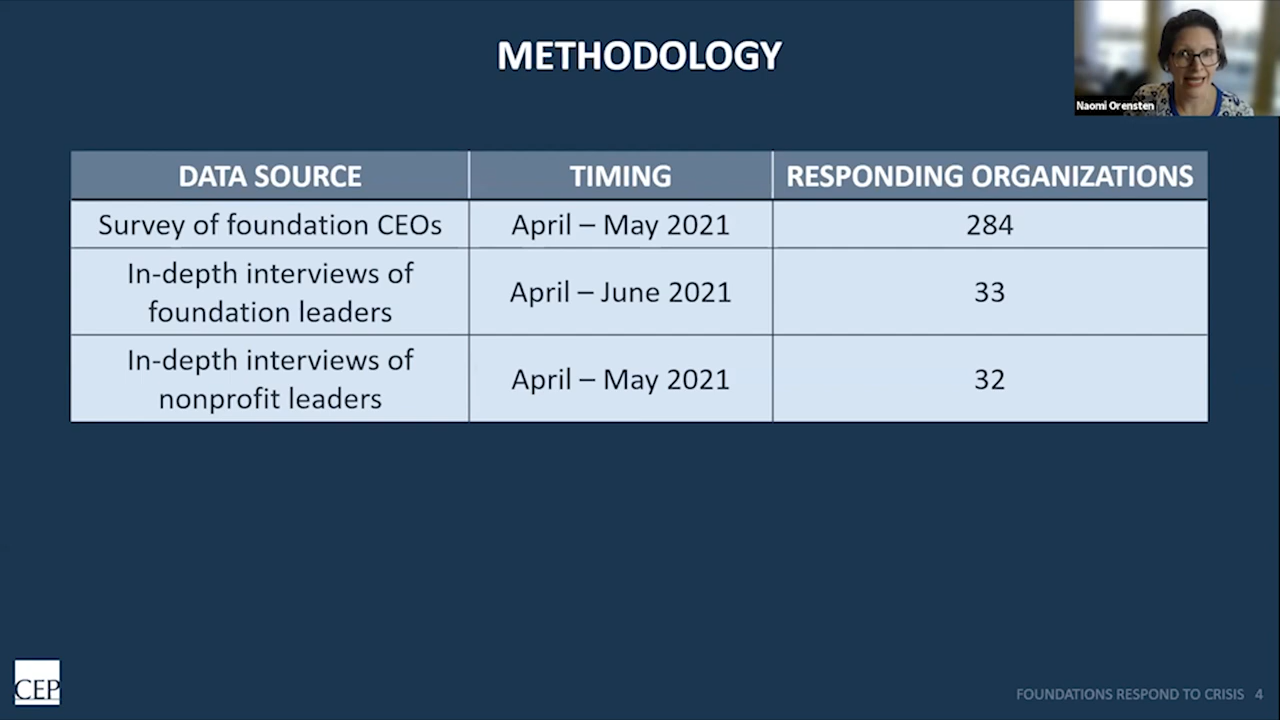 METHODOLOGY
Naomi Orensten
DATA SOURCE TIMING RESPONDING ORGANIZATIONS
Survey of foundation CEOs April – May 2021 284
In-depth interviews of
foundation leaders
April – June 2021 33
In-depth interviews of
nonprofit leaders
April – May 2021 32
CEP
FOUNDATIONS RESPOND TO CRISIS 4